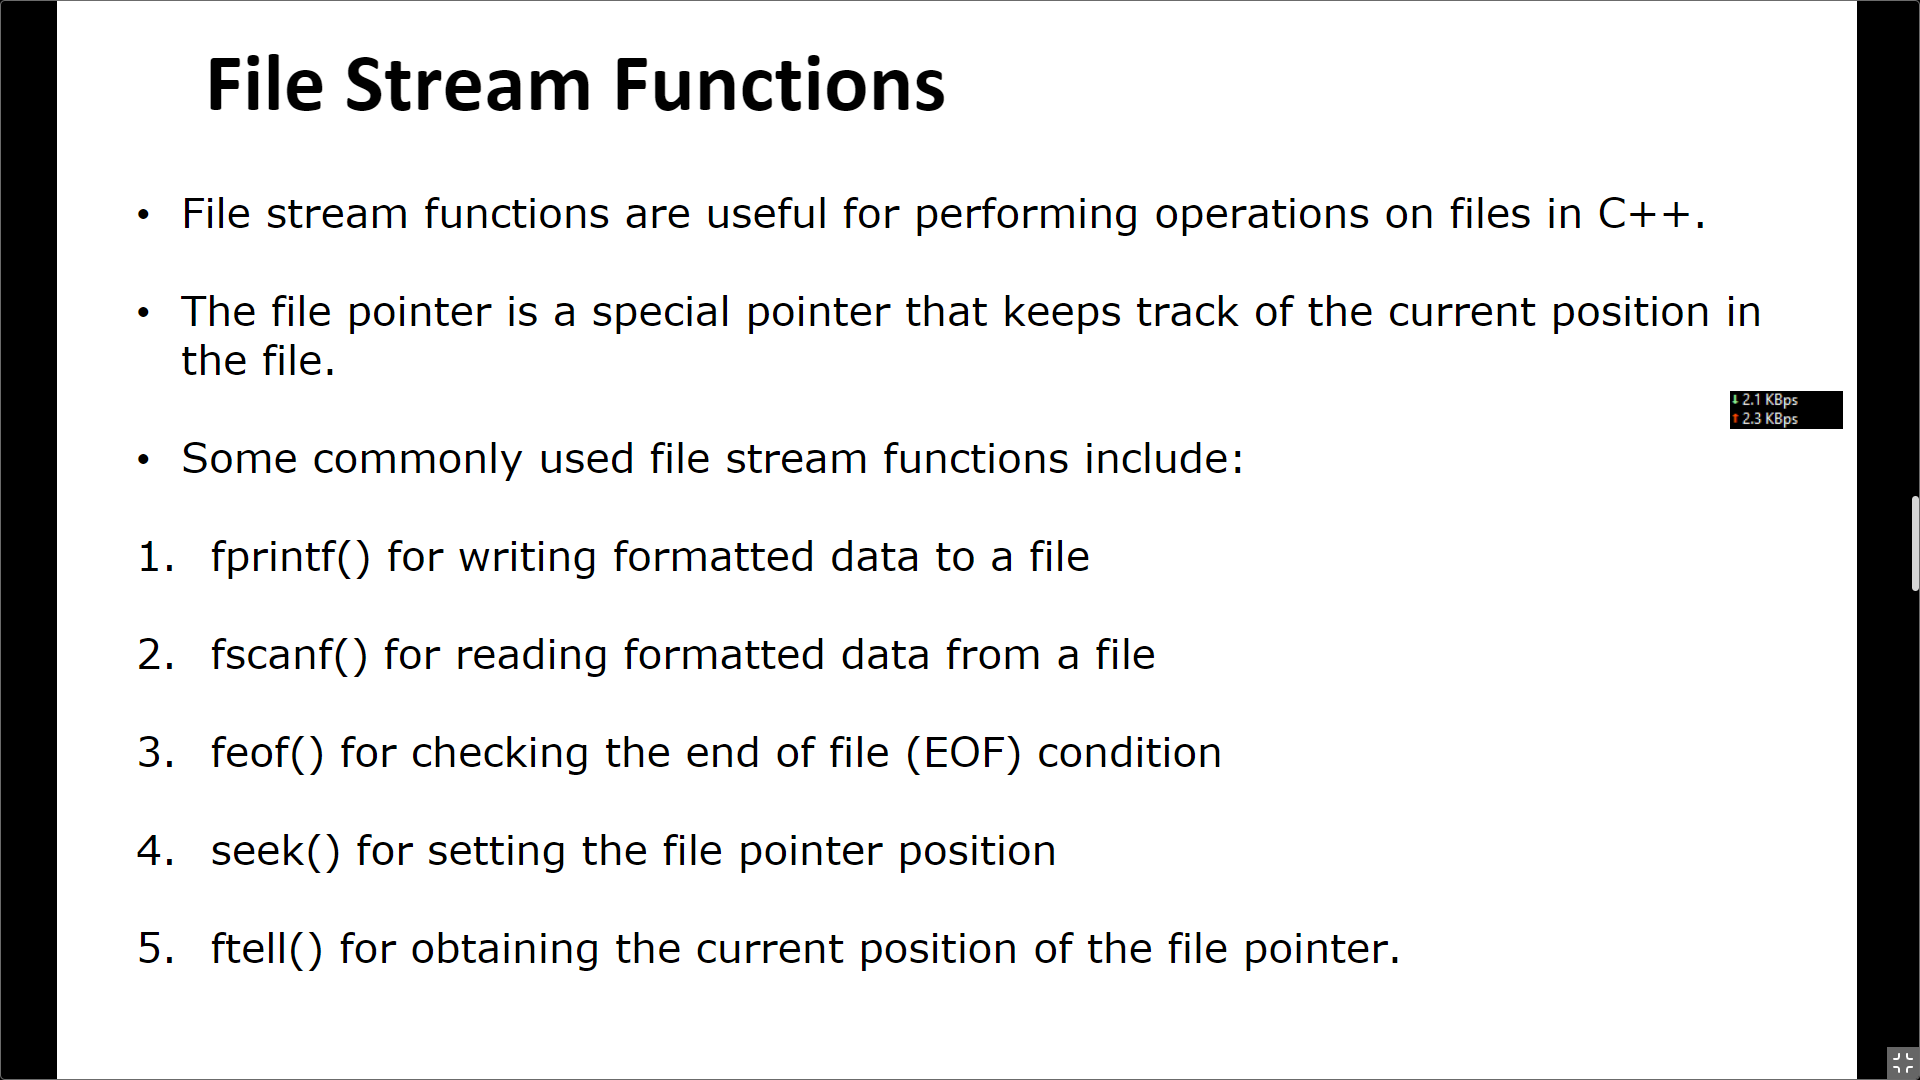 File Stream Functions
• File stream functions are useful for performing operations on files in C++.
• The file pointer is a special pointer that keeps track of the current position in
the file.
↓ 2.1 KBps
↑ 2.3 KBps
• Some commonly used file stream functions include:
1. fprintf() for writing formatted data to a file
2. fscanf() for reading formatted data from a file
3. feof() for checking the end of file (EOF) condition
4. seek() for setting the file pointer position
5. ftell() for obtaining the current position of the file pointer.